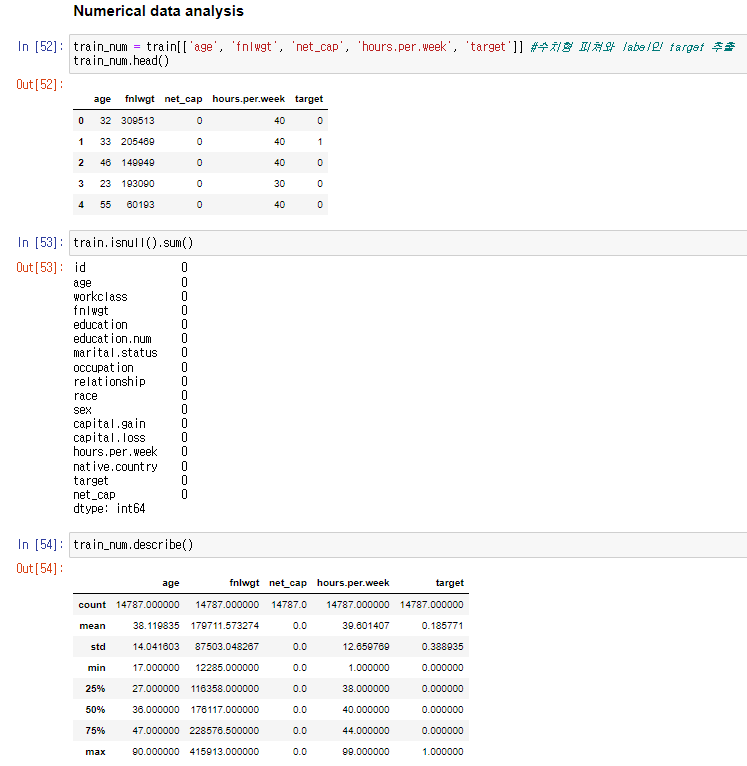 Numerical data analysis
In [52]: train_num = train[['age', 'fnlwgt', 'net_cap', 'hours.per.week', 'target']] #수치형 피쳐와 label인 target 추출
train_num.head()
Out[52]:
age fnlwgt net_cap hours.per.week target
0 32 309513 0 40 0
1 33 205469 0 40 1
2 46 149949 0 40 0
3 23 193090 0 30 0
4 55 60193 0 40 0
In [53]: train.isnull().sum()
Out[53]: id 0
age 0
workclass 0
fnlwgt 0
education 0
education.num 0
marital.status 0
occupation 0
relationship 0
race 0
sex 0
capital.gain 0
capital.loss 0
hours.per.week 0
native.country 0
target 0
net_cap 0
dtype: int64
In [54]: train_num.describe()
Out[54]:
age fnlwgt net_cap hours.per.week target
count 14787.000000 14787.000000 14787.0 14787.000000 14787.000000
mean 38.119835 179711.573274 0.0 39.601407 0.185771
std 14.041603 87503.048267 0.0 12.659769 0.388935
min 17.000000 12285.000000 0.0 1.000000 0.000000
25% 27.000000 116358.000000 0.0 38.000000 0.000000
50% 36.000000 176117.000000 0.0 40.000000 0.000000
75% 47.000000 228576.500000 0.0 44.000000 0.000000
max 90.000000 415913.000000 0.0 99.000000 1.000000